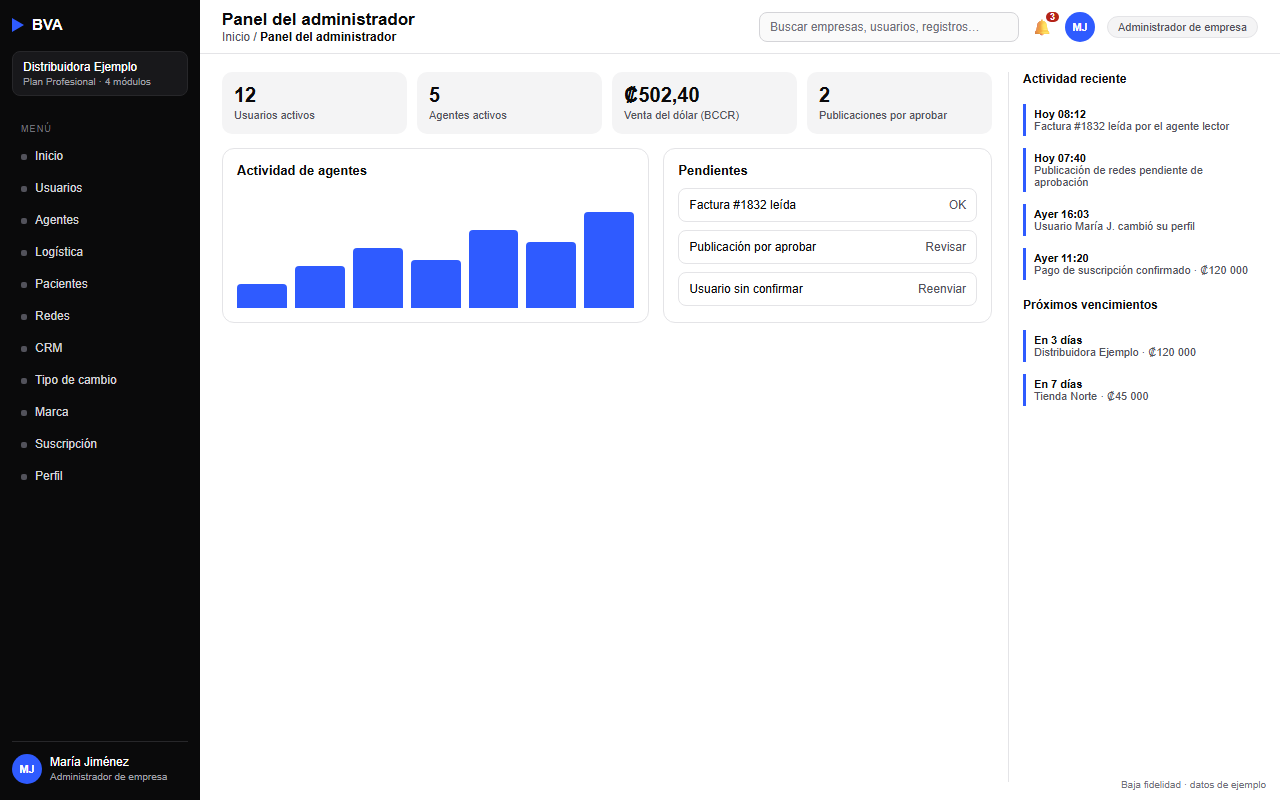 BVA
Distribuidora Ejemplo
Plan Profesional · 4 módulos
MENÚ
Inicio
Usuarios
Agentes
Logística
Pacientes
Redes
CRM
Tipo de cambio
Marca
Suscripción
Perfil
MJ
María Jiménez
Administrador de empresa
Panel del administrador
Inicio / Panel del administrador
Buscar empresas, usuarios, registros…
3
MJ
Administrador de empresa
12
Usuarios activos
5
Agentes activos
₡502,40
Venta del dólar (BCCR)
2
Publicaciones por aprobar
Actividad de agentes
Pendientes
Factura #1832 leída OK
Publicación por aprobar Revisar
Usuario sin confirmar Reenviar
Actividad reciente
Hoy 08:12
Factura #1832 leída por el agente lector
Hoy 07:40
Publicación de redes pendiente de
aprobación
Ayer 16:03
Usuario María J. cambió su perfil
Ayer 11:20
Pago de suscripción confirmado · ₡120 000
Próximos vencimientos
En 3 días
Distribuidora Ejemplo · ₡120 000
En 7 días
Tienda Norte · ₡45 000
Baja fidelidad · datos de ejemplo